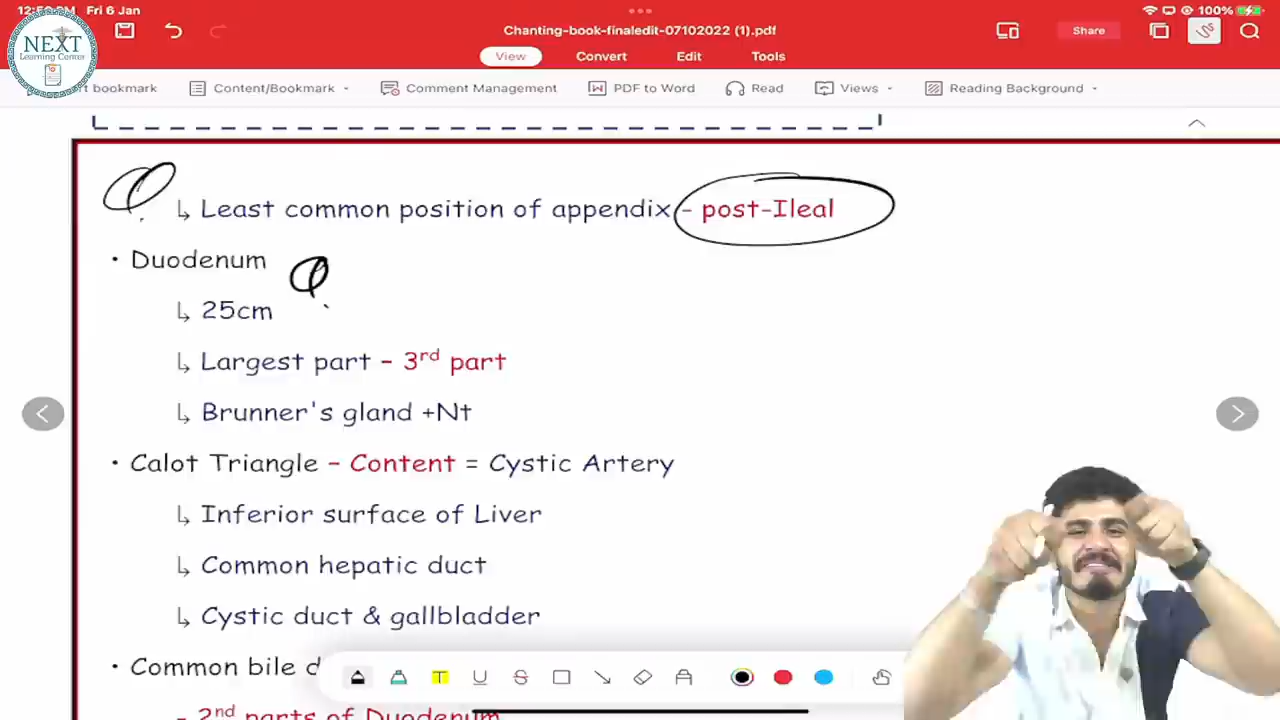 12:5 PM Fri 6 Jan
100%
NEXT
Learning Center
Chanting-book-finaledit-07102022 (1).pdf
Share
View Convert Edit Tools
bookmark Content/Bookmark Comment Management PDF to Word Read Views Reading Background
Q ↳ Least common position of appendix - post-Ileal
• Duodenum Q
↳ 25cm
↳ Largest part - 3rd part
↳ Brunner's gland +Nt
• Calot Triangle - Content = Cystic Artery
↳ Inferior surface of Liver
↳ Common hepatic duct
↳ Cystic duct & gallbladder
• Common bile
- 2nd parts of Duodenum